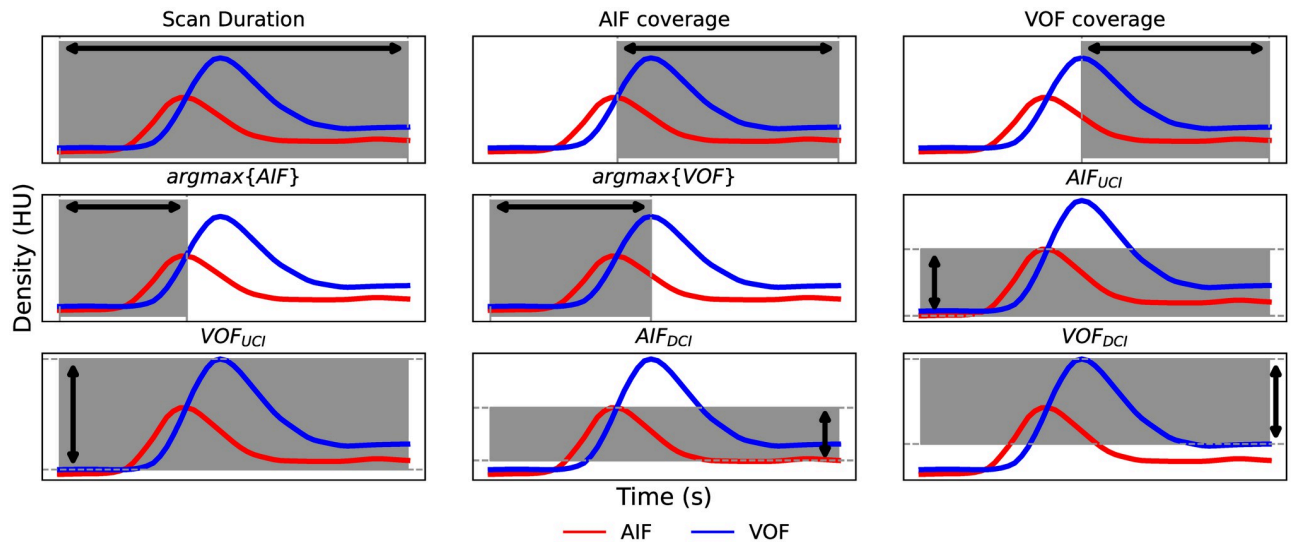 Scan Duration
AIF coverage
VOF coverage
argmax{AIF}
argmax{VOF}
AIF_UCI
Density (HU)
VOF_UCI
AIF_DCI
VOF_DCI
Time (s)
AIF
VOF